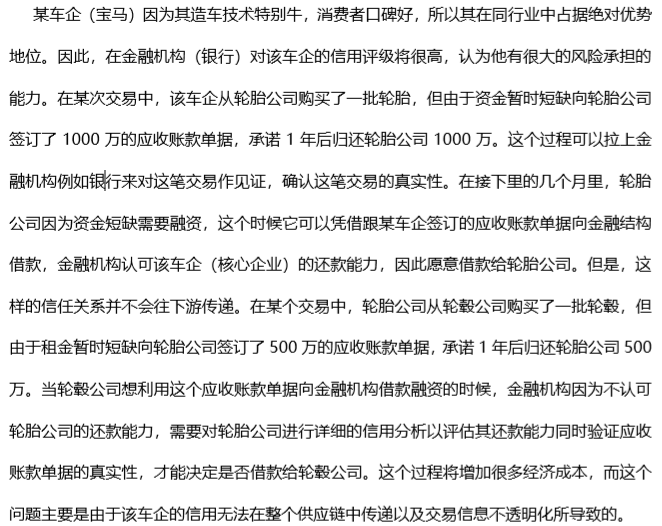 某车企（宝马）因为其造车技术特别牛，消费者口碑好，所以其在同行业中占据绝对优势
地位。因此，在金融机构（银行）对该车企的信用评级将很高，认为他有很大的风险承担的
能力。在某次交易中，该车企从轮胎公司购买了一批轮胎，但由于资金暂时短缺向轮胎公司
签订了 1000 万的应收账款单据，承诺 1 年后归还轮胎公司 1000 万。这个过程可以拉上金
融机构例如银行来对这笔交易作见证，确认这笔交易的真实性。在接下里的几个月里，轮胎
公司因为资金短缺需要融资，这个时候它可以凭借跟某车企签订的应收账款单据向金融结构
借款，金融机构认可该车企（核心企业）的还款能力，因此愿意借款给轮胎公司。但是，这
样的信任关系并不会往下游传递。在某个交易中，轮胎公司从轮毂公司购买了一批轮毂，但
由于租金暂时短缺向轮胎公司签订了 500 万的应收账款单据，承诺 1 年后归还轮胎公司 500
万。当轮毂公司想利用这个应收账款单据向金融机构借款融资的时候，金融机构因为不认可
轮胎公司的还款能力，需要对轮胎公司进行详细的信用分析以评估其还款能力同时验证应收
账款单据的真实性，才能决定是否借款给轮毂公司。这个过程将增加很多经济成本，而这个
问题主要是由于该车企的信用无法在整个供应链中传递以及交易信息不透明化所导致的。